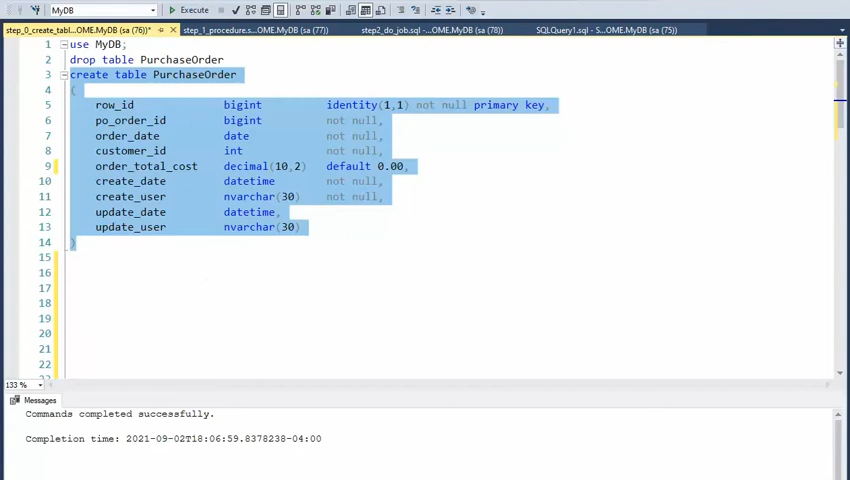 MyDB
Execute
step_0_create_tabl...OME.MyDB (sa (76))*
step_1_procedure.s...OME.MyDB (sa (77))
step2_do_job.sql -...OME.MyDB (sa (78))
SQLQuery1.sql - S...OME.MyDB (sa (75))
1 use MyDB;
2 drop table PurchaseOrder
3 create table PurchaseOrder
4 (
5 row_id bigint identity(1,1) not null primary key,
6 po_order_id bigint not null,
7 order_date date not null,
8 customer_id int not null,
9 order_total_cost decimal(10,2) default 0.00,
10 create_date datetime not null,
11 create_user nvarchar(30) not null,
12 update_date datetime,
13 update_user nvarchar(30)
14 )
15
16
17
18
19
20
21
22
133 %
Messages
Commands completed successfully.
Completion time: 2021-09-02T18:06:59.8378238-04:00